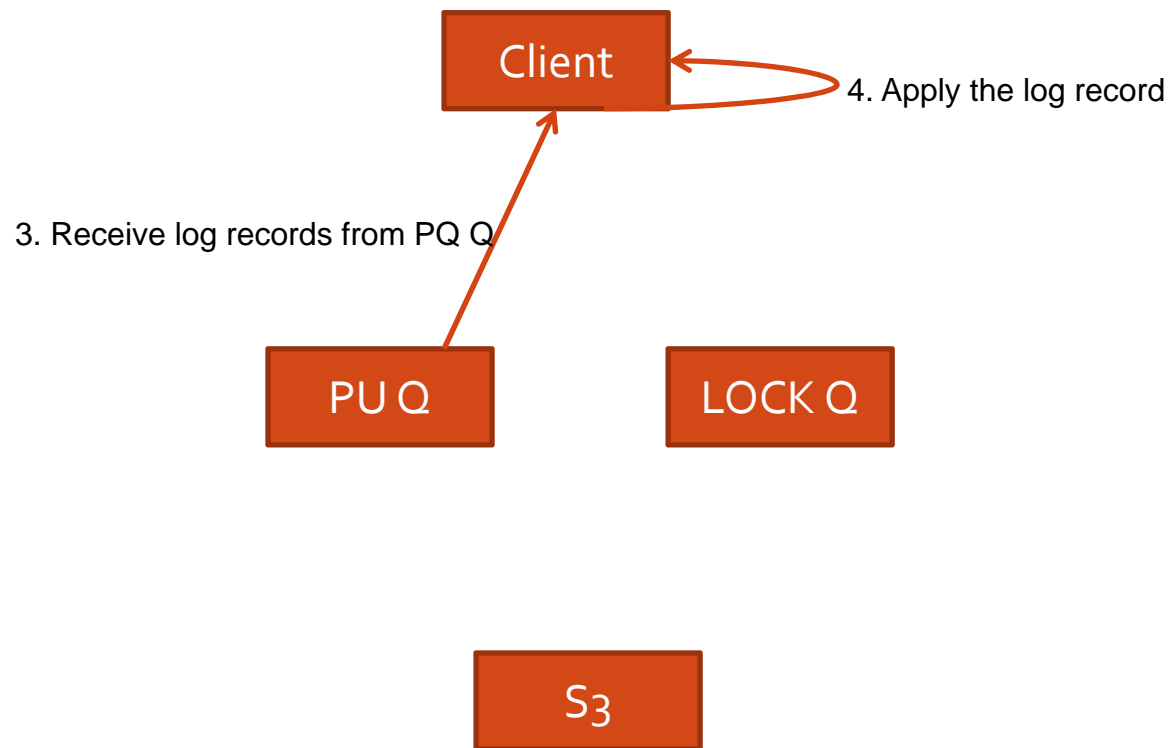 Client
4. Apply the log record
3. Receive log records from PQ Q
PU Q
LOCK Q
S3